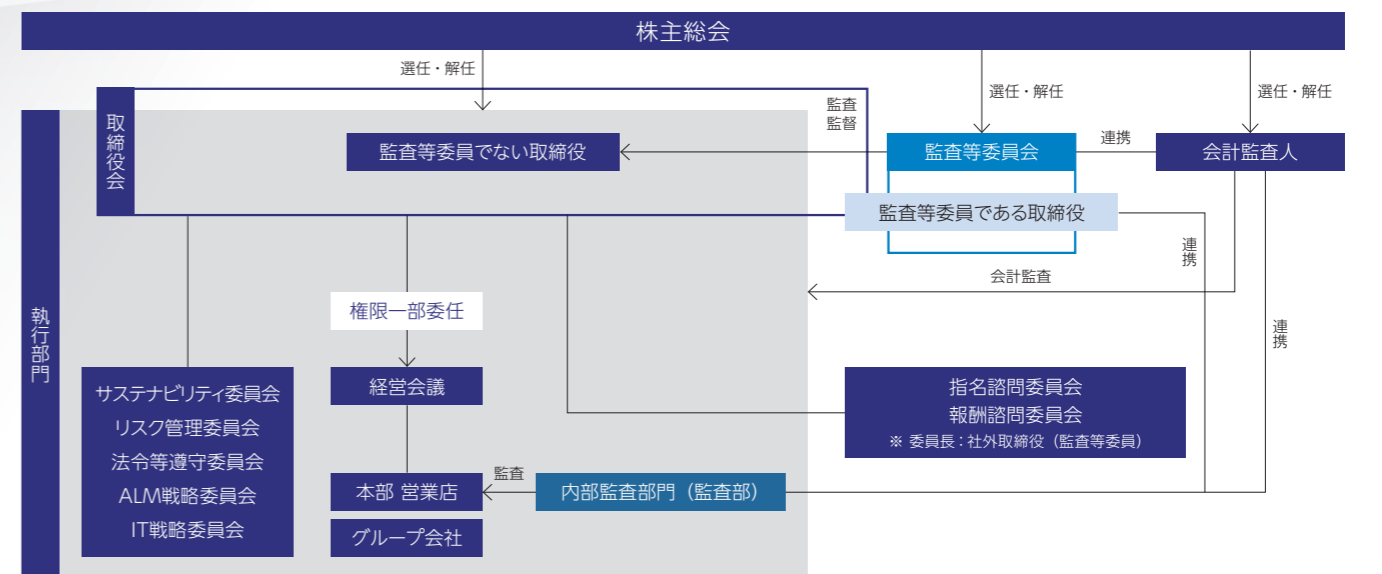 株主総会
選任・解任
選任・解任
選任・解任
取締役会
監査
監督
監査等委員でない取締役
監査等委員会
連携
会計監査人
監査等委員である取締役
連携
会計監査
執行部門
権限一部委任
連携
サステナビリティ委員会
リスク管理委員会
法令等遵守委員会
ALM戦略委員会
IT戦略委員会
経営会議
指名諮問委員会
報酬諮問委員会
※ 委員長：社外取締役（監査等委員）
本部 営業店
監査
内部監査部門（監査部）
グループ会社